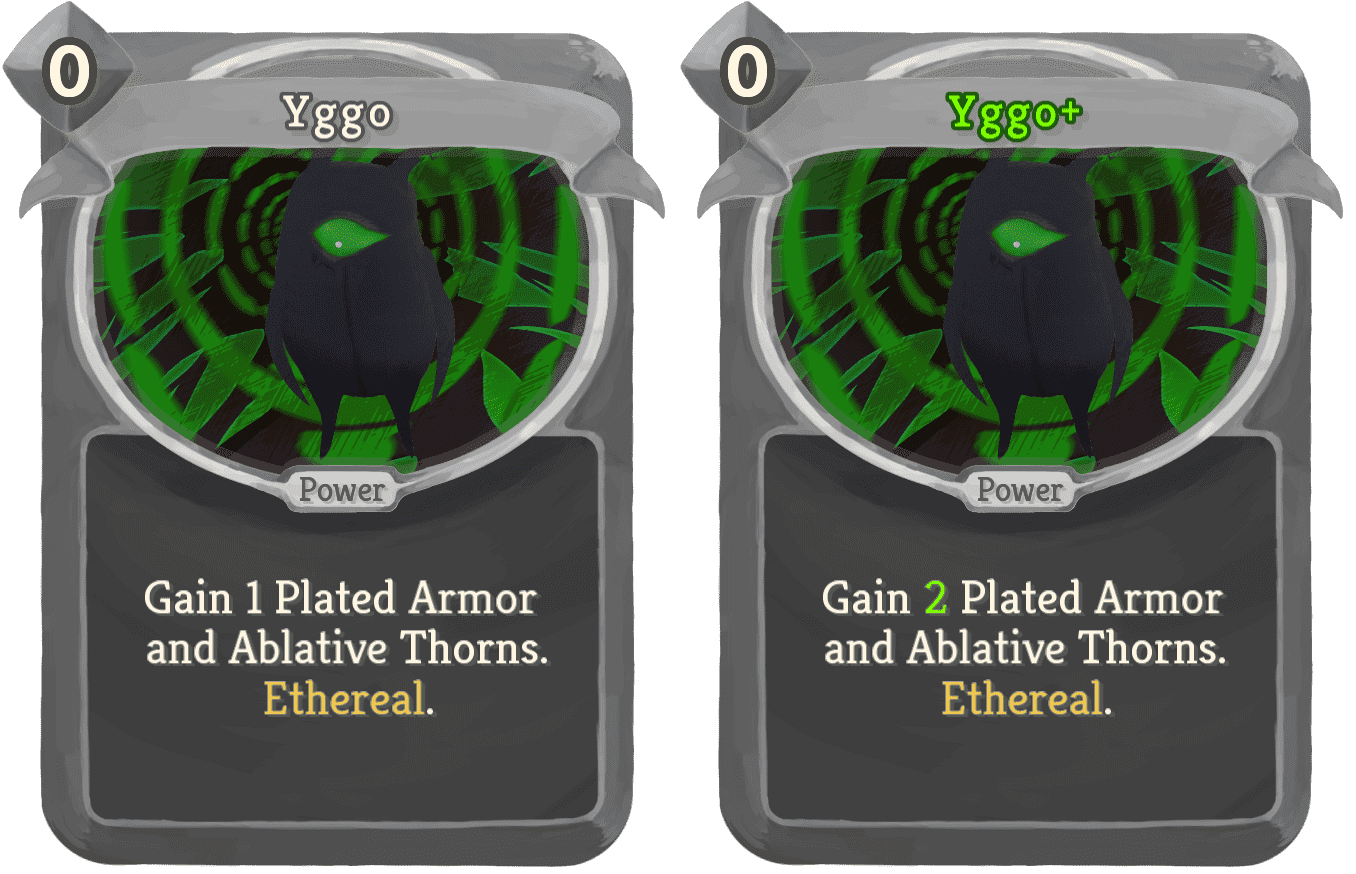 0
Yggo
Power
Gain 1 Plated Armor
and Ablative Thorns.
Ethereal.
0
Yggo+
Power
Gain 2 Plated Armor
and Ablative Thorns.
Ethereal.